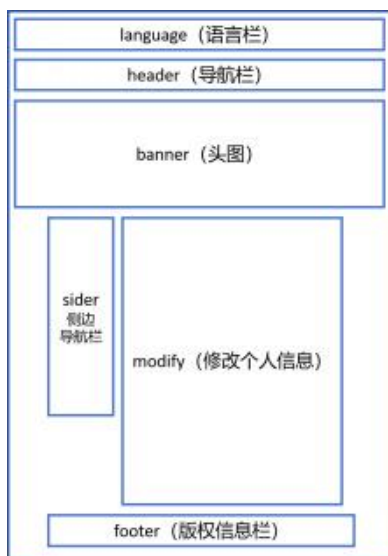 language（语言栏）
header（导航栏）
banner（头图）
sider
侧边
导航栏
modify（修改个人信息）
footer（版权信息栏）